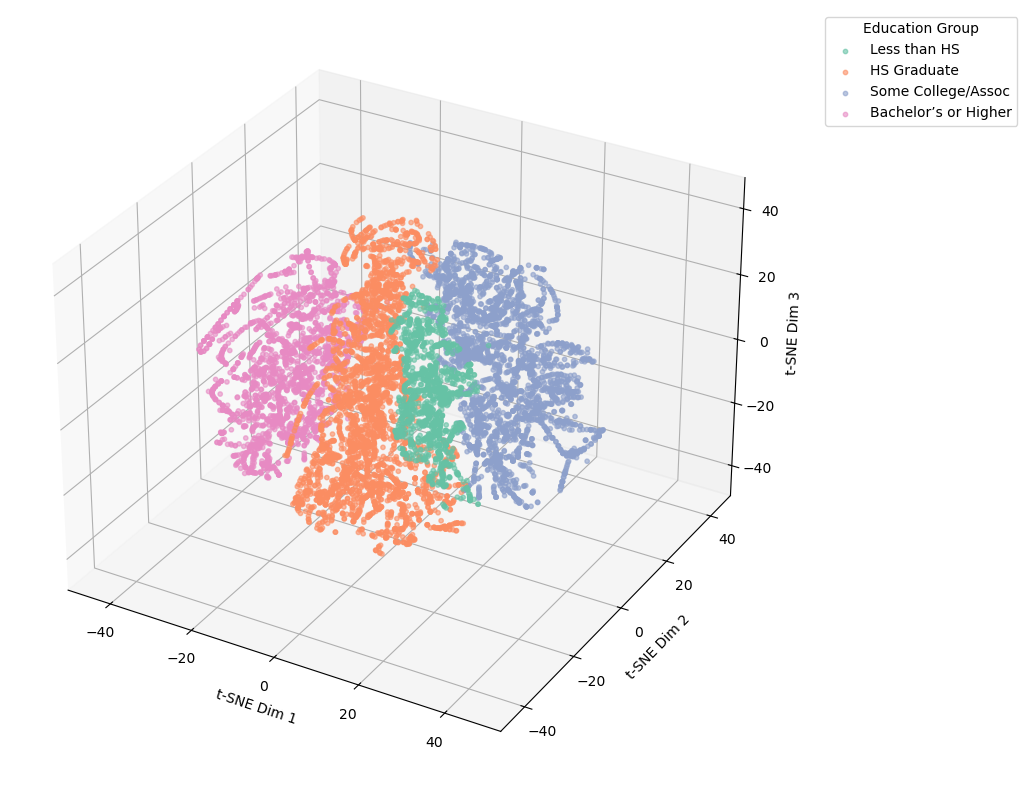 Education Group
Less than HS
HS Graduate
Some College/Assoc
Bachelor’s or Higher
40
20
0
−20
−40
t-SNE Dim 3
40
20
0
−20
−40
t-SNE Dim 2
−40
−20
0
20
40
t-SNE Dim 1